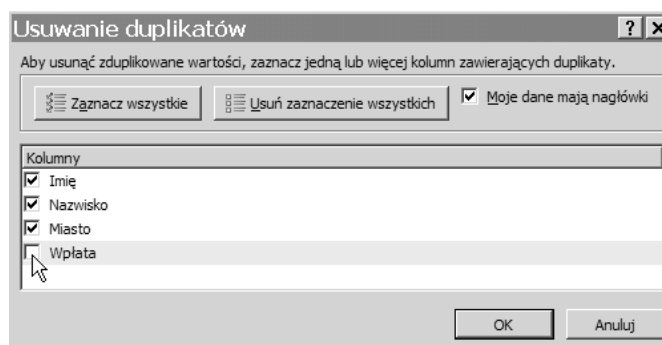 Usuwanie duplikatów
Aby usunąć zduplikowane wartości, zaznacz jedną lub więcej kolumn zawierających duplikaty.
Zaznacz wszystkie
Usuń zaznaczenie wszystkich
Moje dane mają nagłówki
Kolumny
Imię
Nazwisko
Miasto
Wpłata
OK
Anuluj